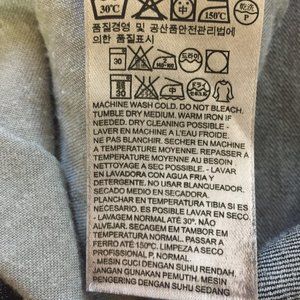 30℃ 150℃
품질경영 및 공산품안전관리법에
의한 품질표시
MACHINE WASH COLD. DO NOT BLEACH.
TUMBLE DRY MEDIUM. WARM IRON IF
NEEDED. DRY CLEANING POSSIBLE -
LAVER EN MACHINE A L'EAU FROIDE.
NE PAS BLANCHIR. SECHER EN MACHINE
A TEMPERATURE MOYENNE. REPASSER A
TEMPERATURE MOYENNE AU BESOIN
NETTOYAGE A SEC POSSIBLE - LAVAR
EN LAVADORA CON AGUA FRIA Y
DETERGENTE. NO USAR BLANQUEADOR.
SECADO EN MAQUINA MEDIO.
PLANCHAR EN TEMPERATURA TIBIA SI ES
NECESARIO. ES POSIBLE LAVADO EN SECO.
- LAVAGEM NORMAL ATÉ 30º. NÃO
ALVEJAR. SECAGEM EM TAMBOR EM
TEMPERATURA NORMAL. PASSAR A
FERRO ATÉ 150ºC. LIMPEZA A SECO
PROFISSIONAL P, NORMAL.
- MESIN CUCI DENGAN SUHU RENDAH.
JANGAN GUNAKAN PEMUTIH. MESIN
PENGERING DENGAN SUHU SEDANG